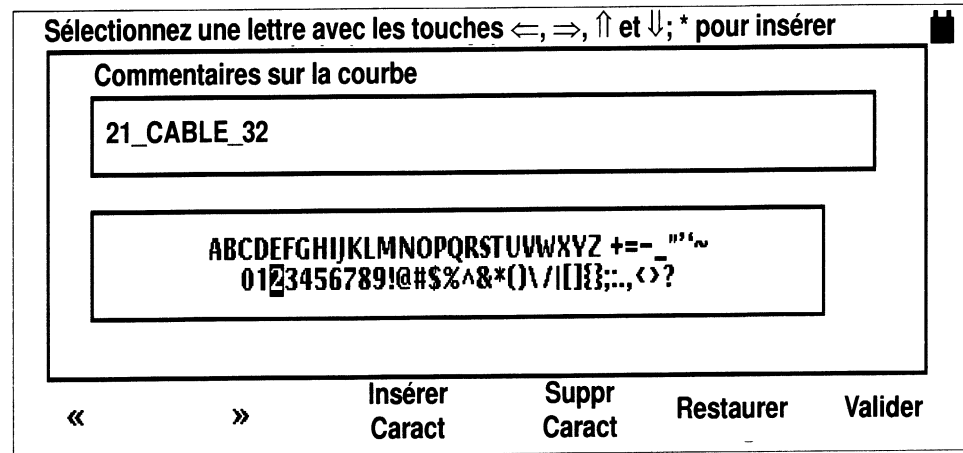 Sélectionnez une lettre avec les touches ⇐, ⇒, ⇑ et ⇓; * pour insérer
Commentaires sur la courbe
21_CABLE_32
ABCDEFGHIJKLMNOPQRSTUVWXYZ +=-_"'‘~
0123456789!@#$%^&*()\/|[]{};:.,<>?
« » Insérer Caract Suppr Caract Restaurer Valider